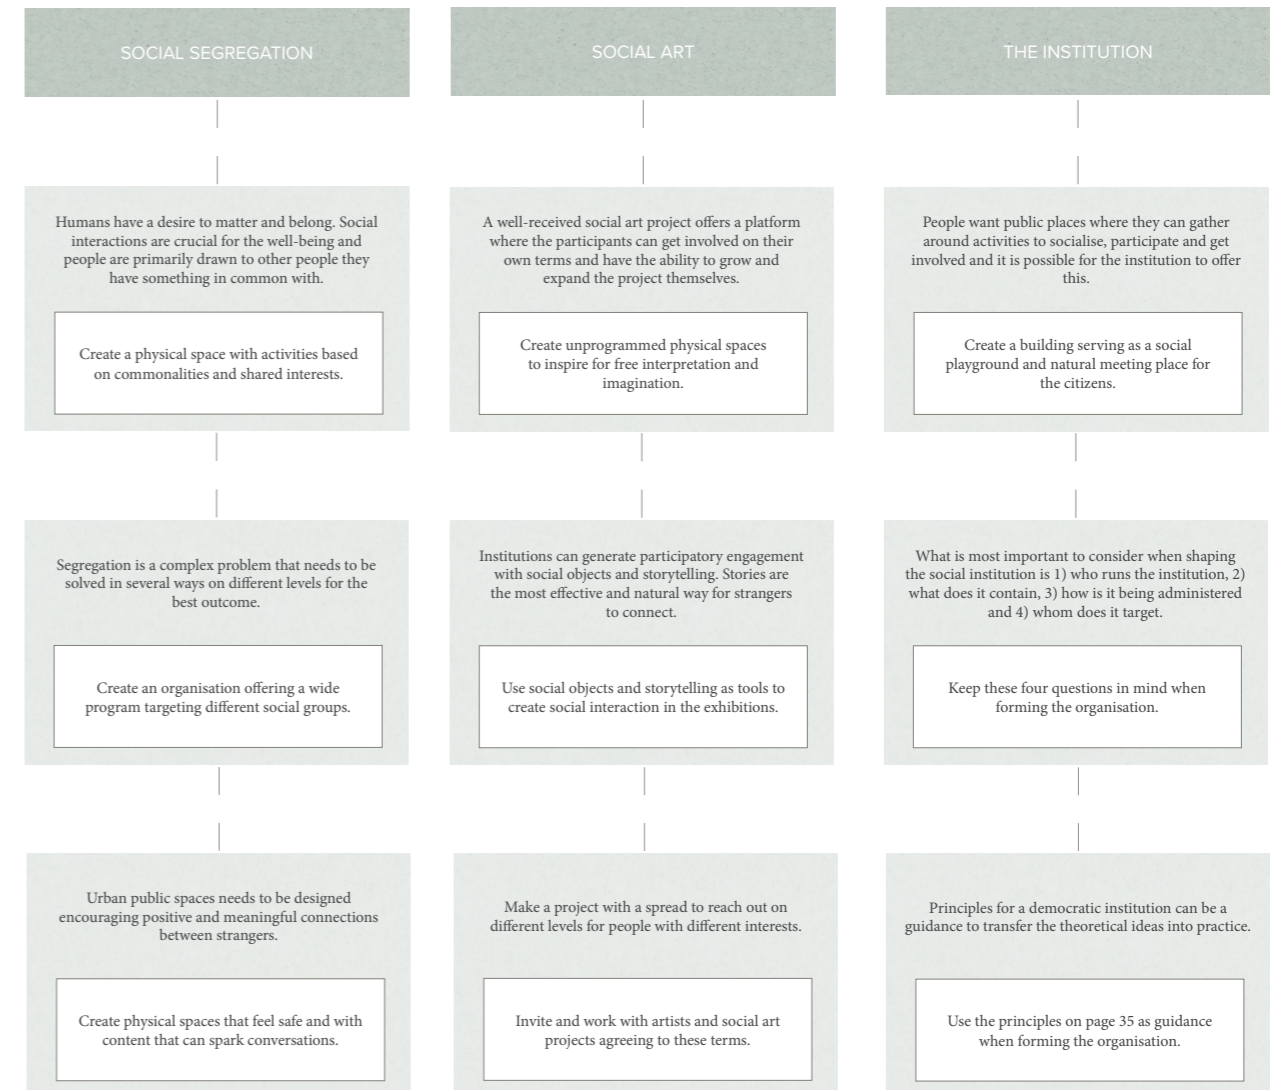 SOCIAL SEGREGATION
Humans have a desire to matter and belong. Social
interactions are crucial for the well-being and
people are primarily drawn to other people they
have something in common with.
Create a physical space with activities based
on commonalities and shared interests.
Segregation is a complex problem that needs to be
solved in several ways on different levels for the
best outcome.
Create an organisation offering a wide
program targeting different social groups.
Urban public spaces needs to be designed
encouraging positive and meaningful connections
between strangers.
Create physical spaces that feel safe and with
content that can spark conversations.
SOCIAL ART
A well-received social art project offers a platform
where the participants can get involved on their
own terms and have the ability to grow and
expand the project themselves.
Create unprogrammed physical spaces
to inspire for free interpretation and
imagination.
Institutions can generate participatory engagement
with social objects and storytelling. Stories are
the most effective and natural way for strangers
to connect.
Use social objects and storytelling as tools to
create social interaction in the exhibitions.
Make a project with a spread to reach out on
different levels for people with different interests.
Invite and work with artists and social art
projects agreeing to these terms.
THE INSTITUTION
People want public places where they can gather
around activities to socialise, participate and get
involved and it is possible for the institution to offer
this.
Create a building serving as a social
playground and natural meeting place for
the citizens.
What is most important to consider when shaping
the social institution is 1) who runs the institution, 2)
what does it contain, 3) how is it being administered
and 4) whom does it target.
Keep these four questions in mind when
forming the organisation.
Principles for a democratic institution can be a
guidance to transfer the theoretical ideas into practice.
Use the principles on page 35 as guidance
when forming the organisation.